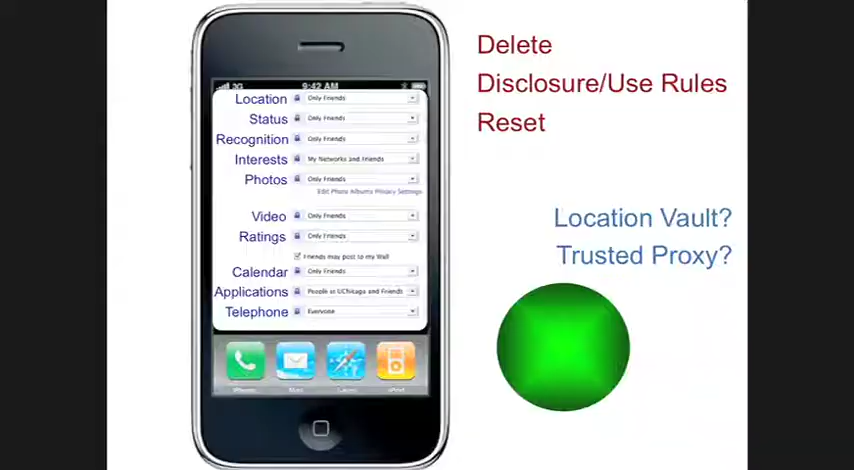 Delete
Disclosure/Use Rules
Reset
3G 9:42 AM
Location Only Friends
Status Only Friends
Recognition Only Friends
Interests My Networks and Friends
Photos Only Friends
Edit Photo Albums Privacy Settings
Video Only Friends
Ratings Only Friends
Friends may post to my Wall
Calendar Only Friends
Applications People in UChicago and Friends
Telephone Everyone
Location Vault?
Trusted Proxy?